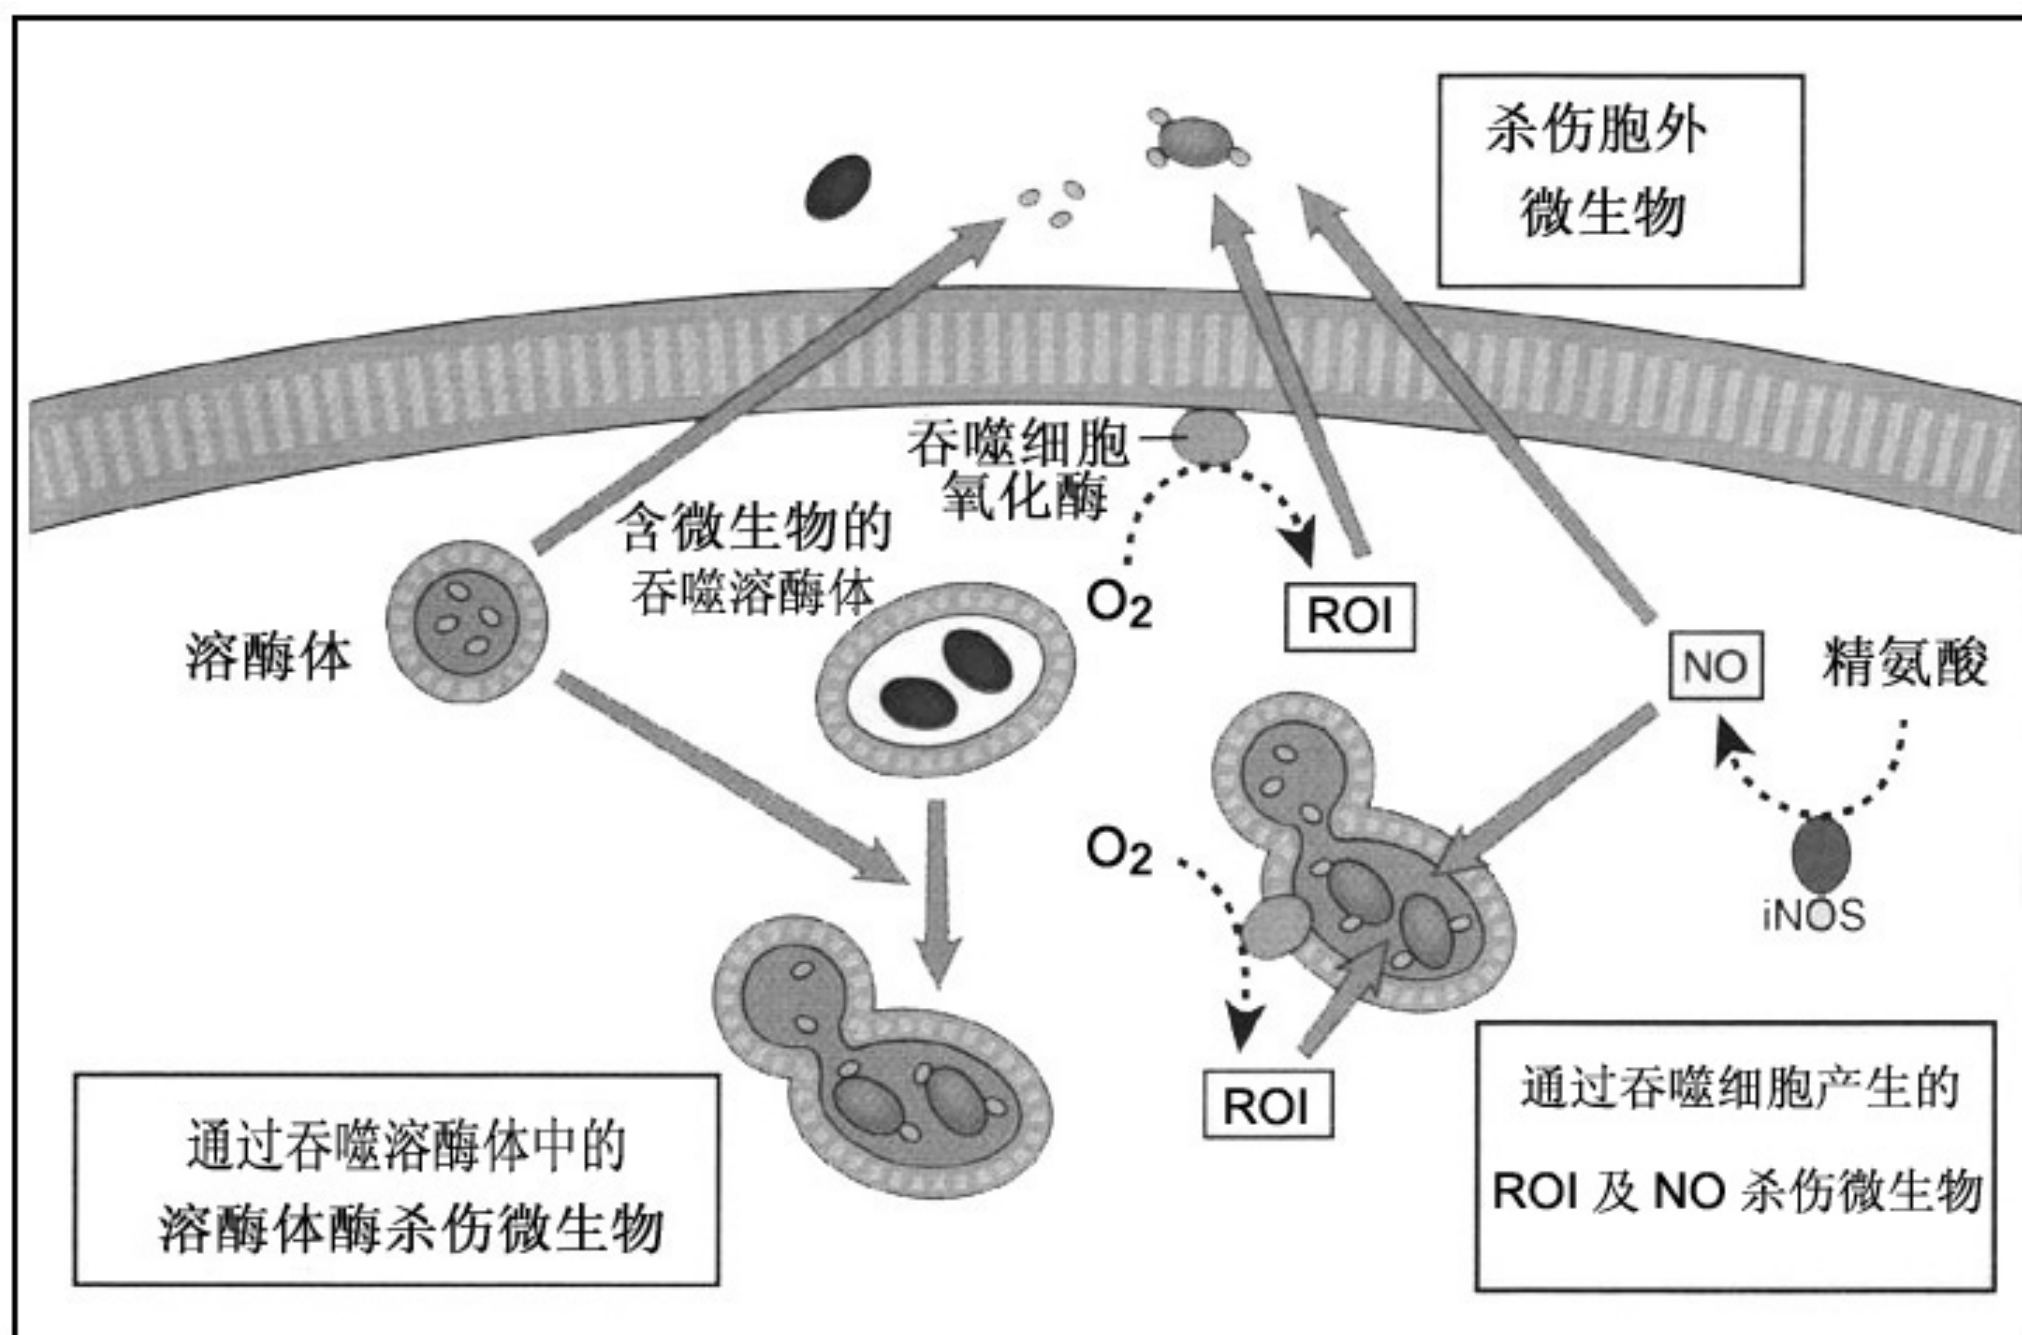 杀伤胞外
微生物
吞噬细胞
氧化酶
含微生物的
吞噬溶酶体
O2
ROI
溶酶体
NO
精氨酸
O2
iNOS
ROI
通过吞噬溶酶体中的
溶酶体酶杀伤微生物
通过吞噬细胞产生的
ROI 及 NO 杀伤微生物